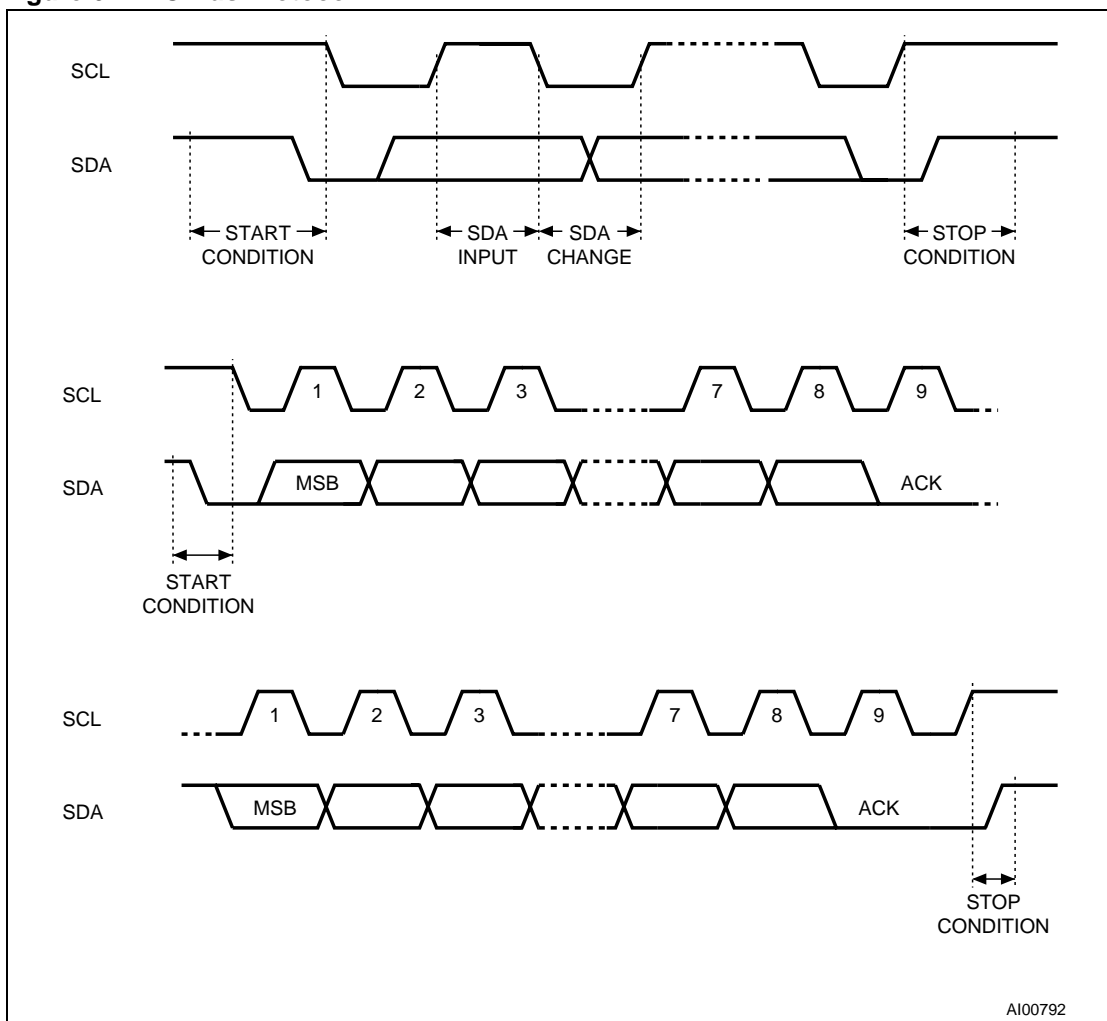 SCL
SDA
START
CONDITION
SDA
INPUT
SDA
CHANGE
STOP
CONDITION
SCL
1 2 3 7 8 9
SDA
MSB ACK
START
CONDITION
SCL
1 2 3 7 8 9
SDA
MSB ACK
STOP
CONDITION
AI00792